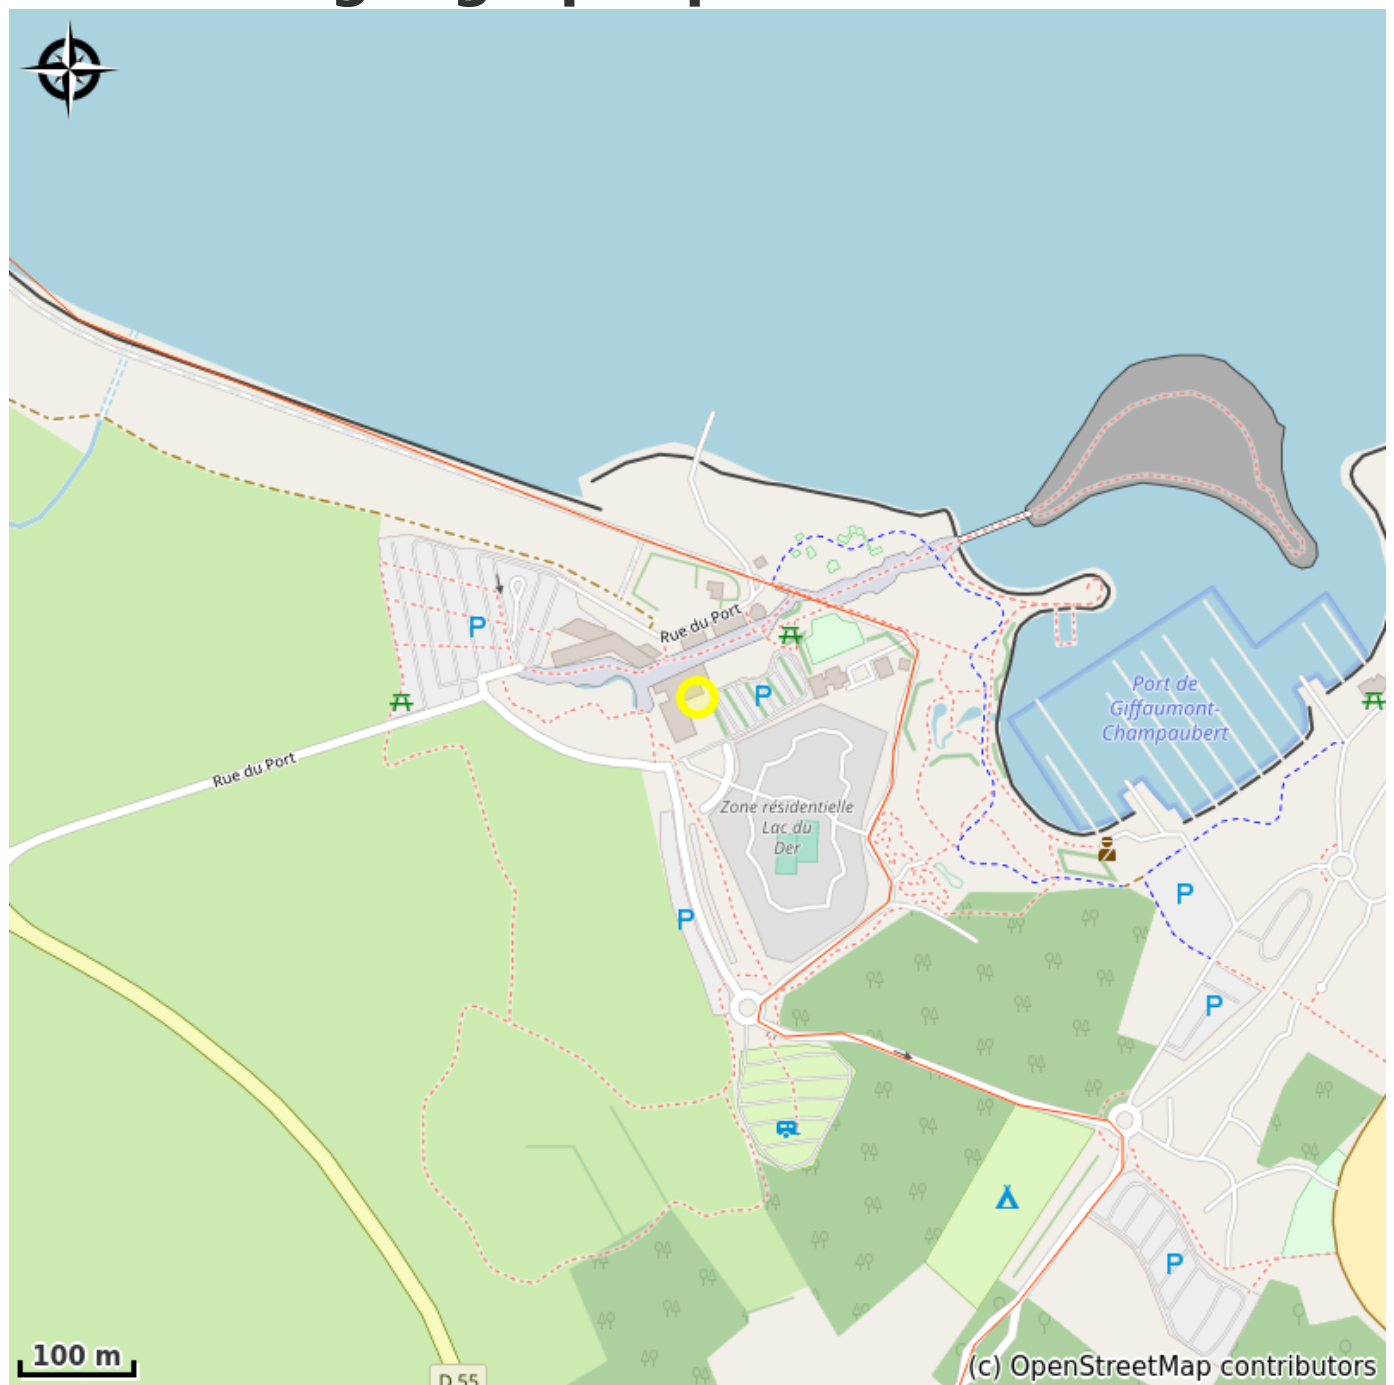 Rue du Port
P
P
Port de
Giffaumont-
Champaubert
Rue du Port
Zone résidentielle
Lac du
Der
P
P
P
P
100 m
D 55
(c) OpenStreetMap contributors